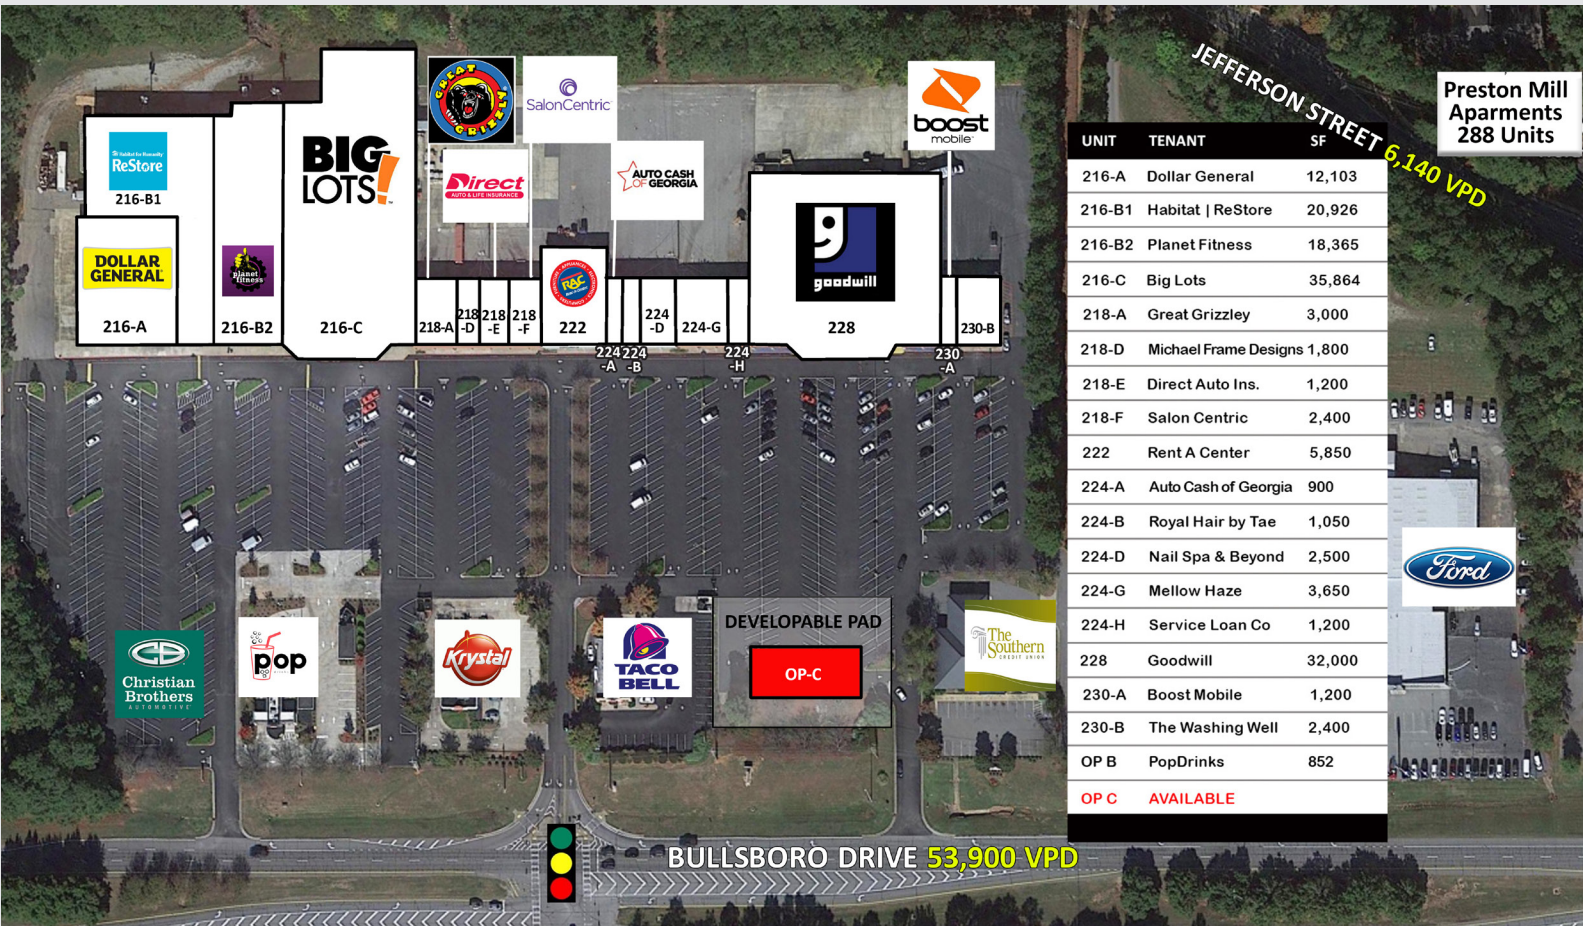 JEFFERSON STREET 6,140 VPD
Preston Mill
Aparments
288 Units
GREAT
GRIZZLY
SalonCentric
boost
mobile
Habitat for Humanity
ReStore
216-B1
BIG
LOTS!
Direct
AUTO & LIFE INSURANCE
AUTO CASH
OF GEORGIA
DOLLAR
GENERAL
216-A
planet
fitness
216-B2
216-C
218-A
218
-D
218
-E
218
-F
RAC
222
224
-A
224
-B
224
-D
224-G
224
-H
goodwill
228
230
-A
230-B
UNIT TENANT SF
216-A Dollar General 12,103
216-B1 Habitat | ReStore 20,926
216-B2 Planet Fitness 18,365
216-C Big Lots 35,864
218-A Great Grizzley 3,000
218-D Michael Frame Designs 1,800
218-E Direct Auto Ins. 1,200
218-F Salon Centric 2,400
222 Rent A Center 5,850
224-A Auto Cash of Georgia 900
224-B Royal Hair by Tae 1,050
224-D Nail Spa & Beyond 2,500
224-G Mellow Haze 3,650
224-H Service Loan Co 1,200
228 Goodwill 32,000
230-A Boost Mobile 1,200
230-B The Washing Well 2,400
OP B PopDrinks 852
OP C AVAILABLE
Ford
CB
Christian
Brothers
AUTOMOTIVE
pop
Krystal
TACO
BELL
DEVELOPABLE PAD
OP-C
The
Southern
CREDIT UNION
BULLSBORO DRIVE 53,900 VPD